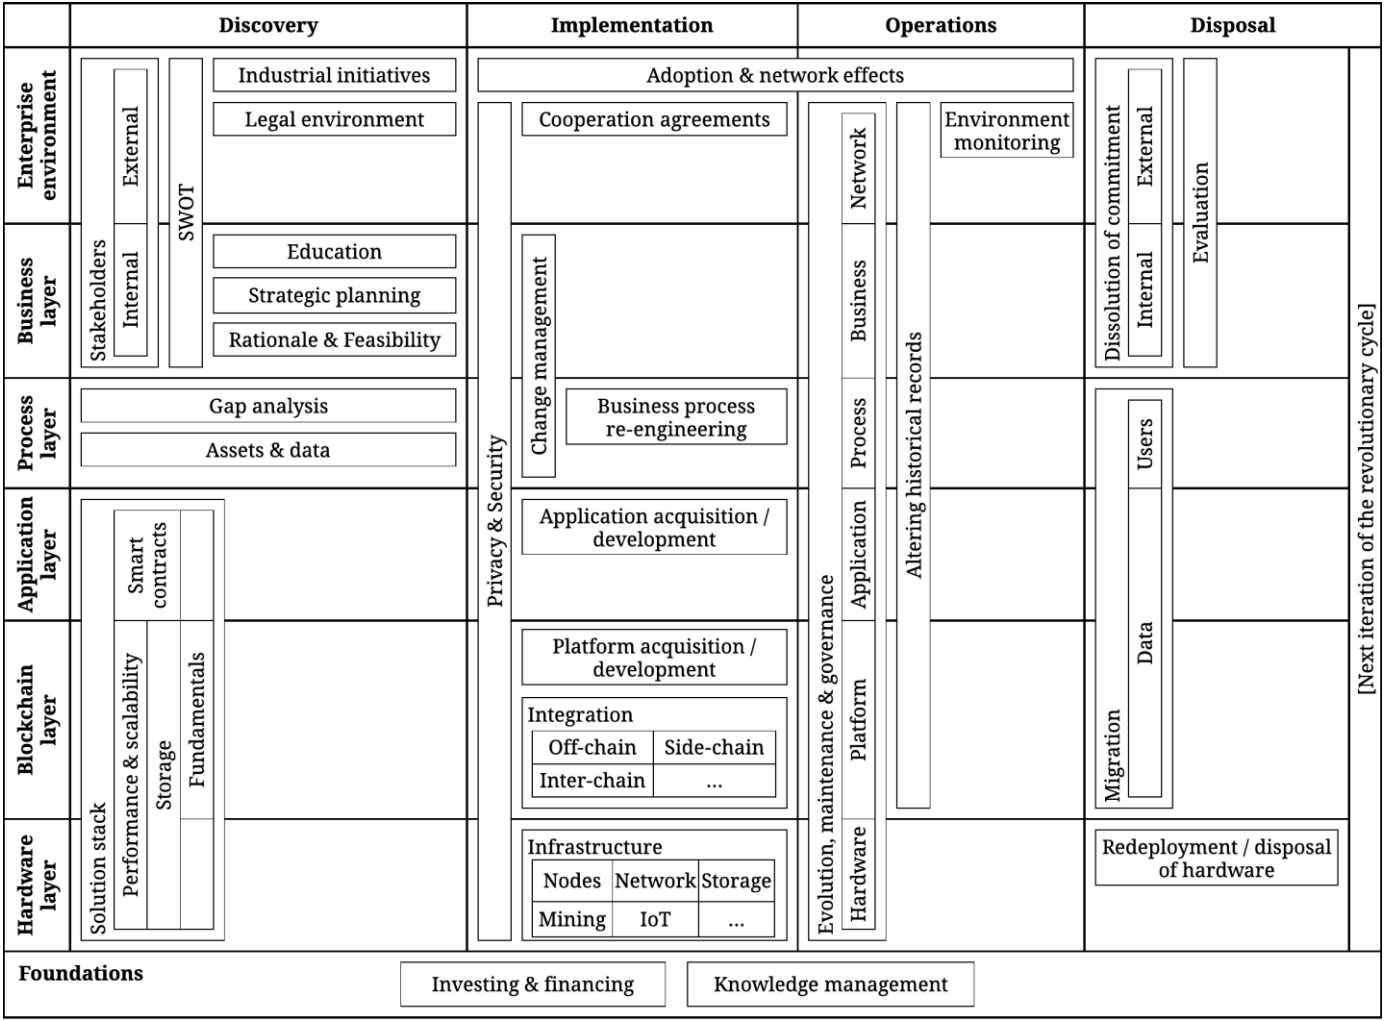 Discovery
Implementation
Operations
Disposal
Enterprise
environment
Stakeholders
External
Internal
SWOT
Industrial initiatives
Legal environment
Adoption & network effects
Cooperation agreements
Environment
monitoring
Dissolution of commitment
External
Internal
Evaluation
Business
layer
Education
Strategic planning
Rationale & Feasibility
Change management
Process
layer
Gap analysis
Assets & data
Business process
re-engineering
Privacy & Security
Evolution, maintenance & governance
Network
Business
Process
Application
Platform
Hardware
Altering historical records
Migration
Users
Data
Application
layer
Solution stack
Smart
contracts
Performance & scalability
Storage
Fundamentals
Application acquisition /
development
Blockchain
layer
Platform acquisition /
development
Integration
Off-chain
Side-chain
Inter-chain
...
Hardware
layer
Infrastructure
Nodes
Network
Storage
Mining
IoT
...
Redeployment / disposal
of hardware
[Next iteration of the revolutionary cycle]
Foundations
Investing & financing
Knowledge management